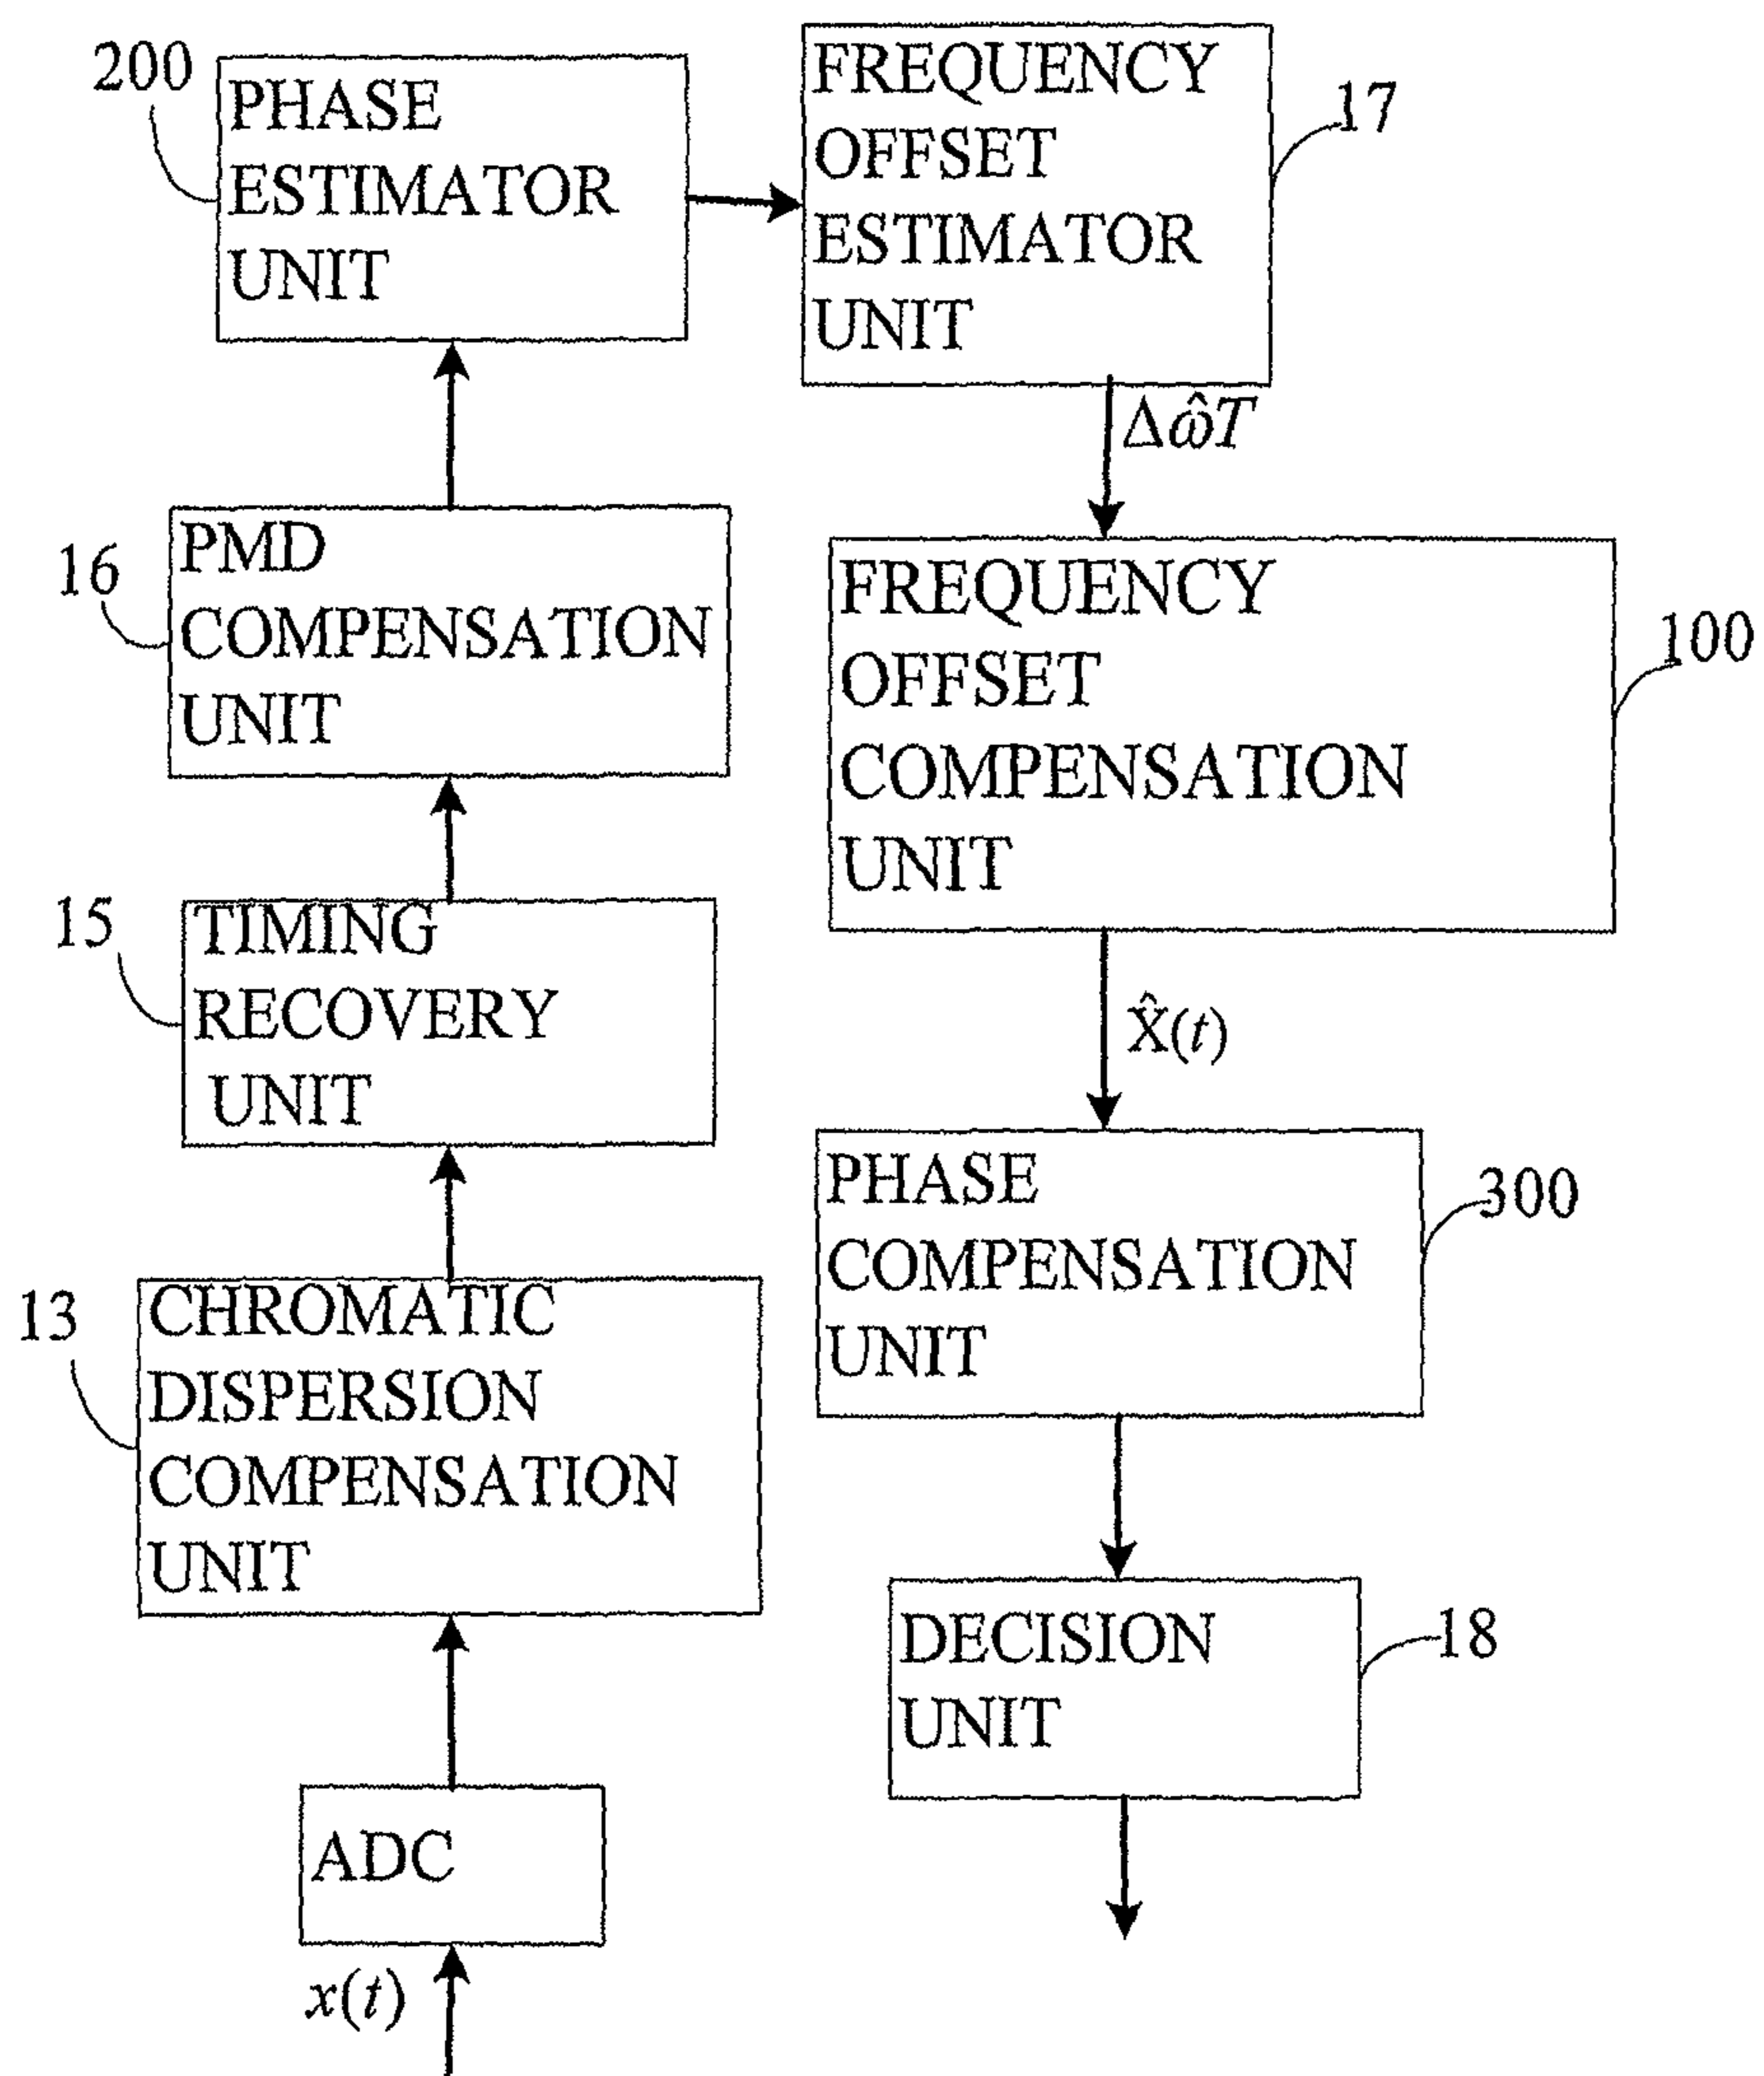 200
PHASE
ESTIMATOR
UNIT
FREQUENCY
OFFSET
ESTIMATOR
UNIT
17
Δω̂T
16
PMD
COMPENSATION
UNIT
FREQUENCY
OFFSET
COMPENSATION
UNIT
100
15
TIMING
RECOVERY
UNIT
X̂(t)
PHASE
COMPENSATION
UNIT
300
13
CHROMATIC
DISPERSION
COMPENSATION
UNIT
DECISION
UNIT
18
ADC
x(t)